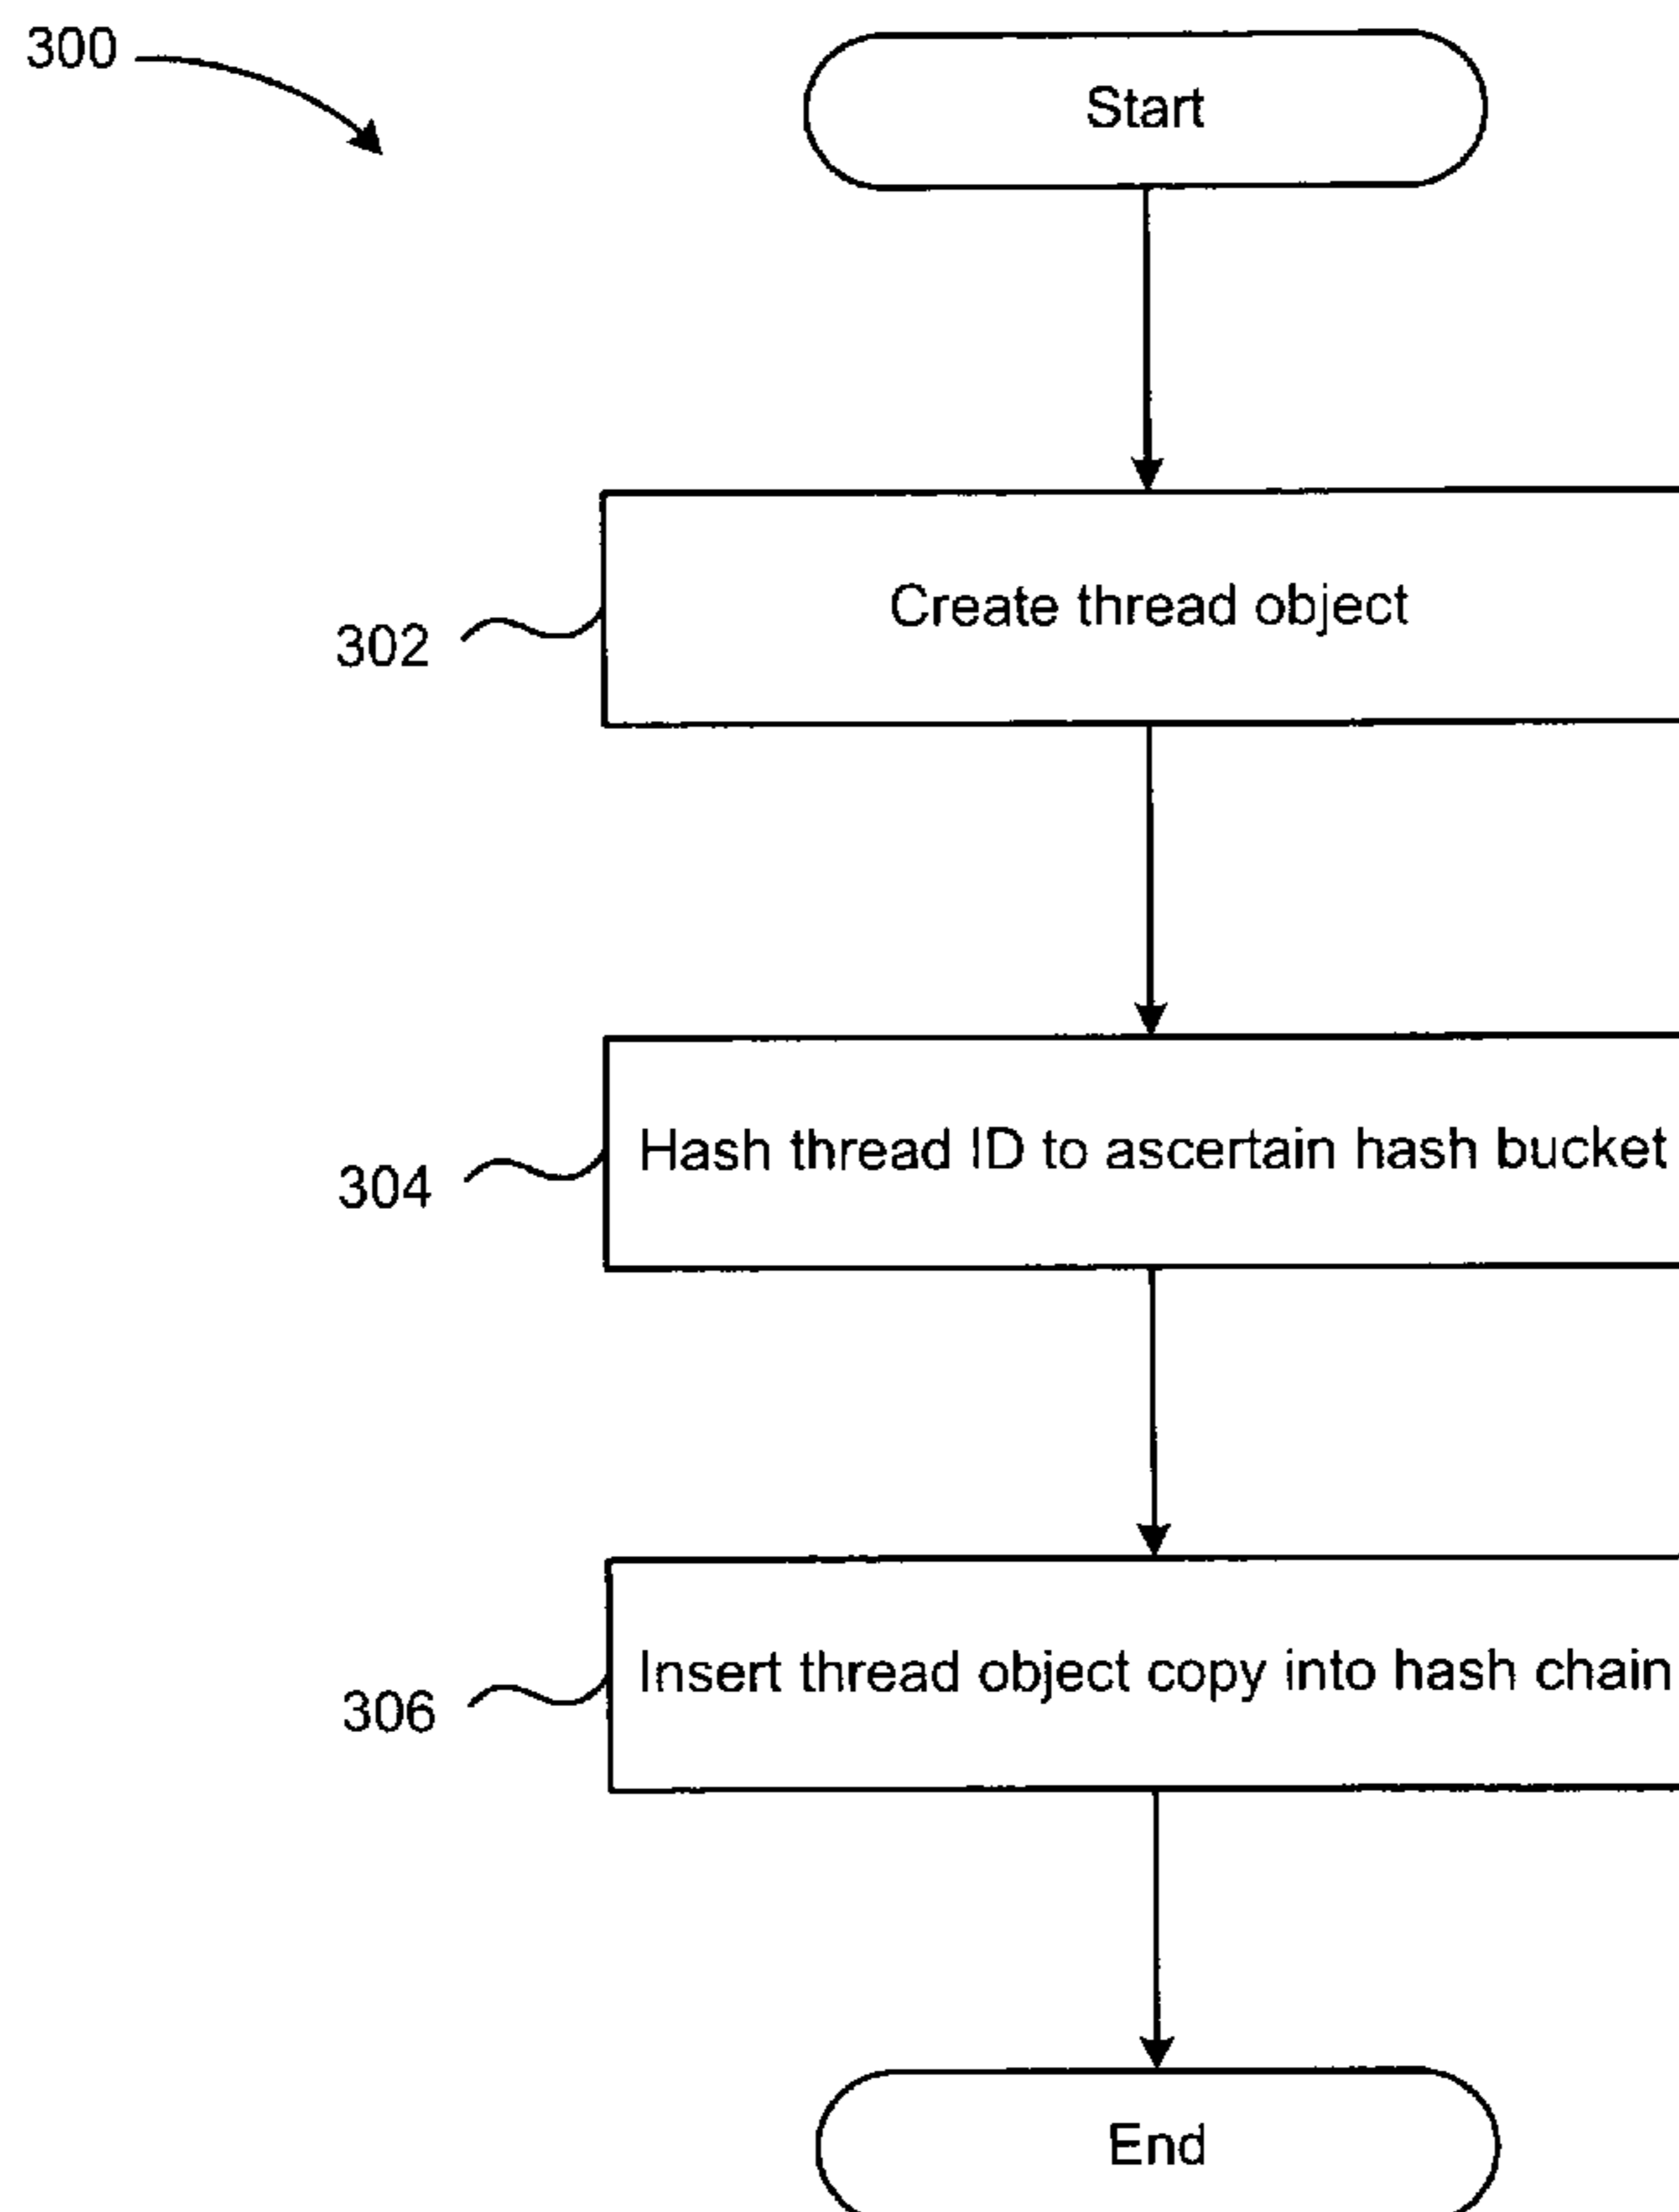 300
Start
Create thread object
302
Hash thread ID to ascertain hash bucket
304
Insert thread object copy into hash chain
306
End